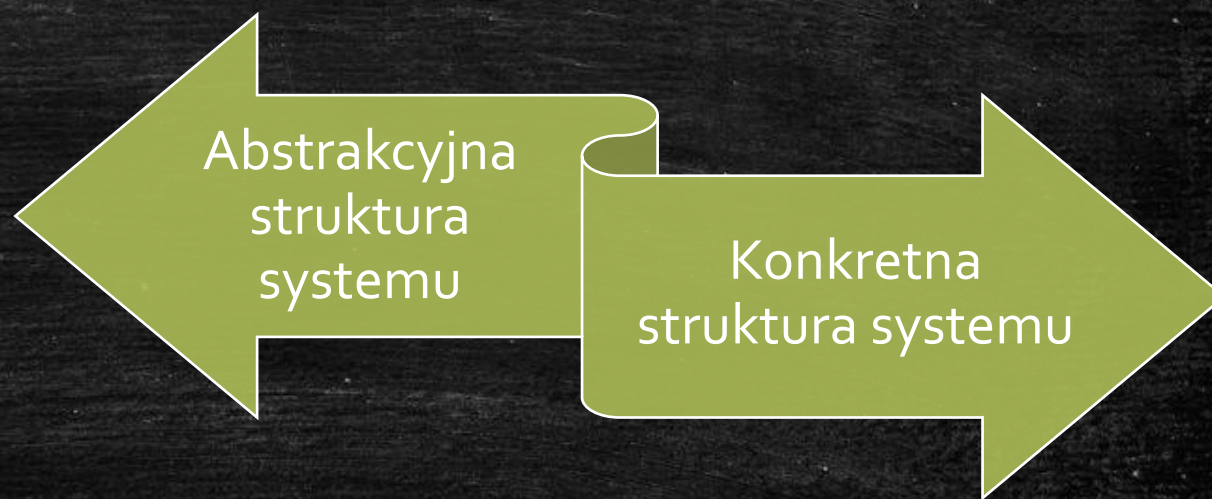 Abstrakcyjna
struktura
systemu
Konkretna
struktura systemu